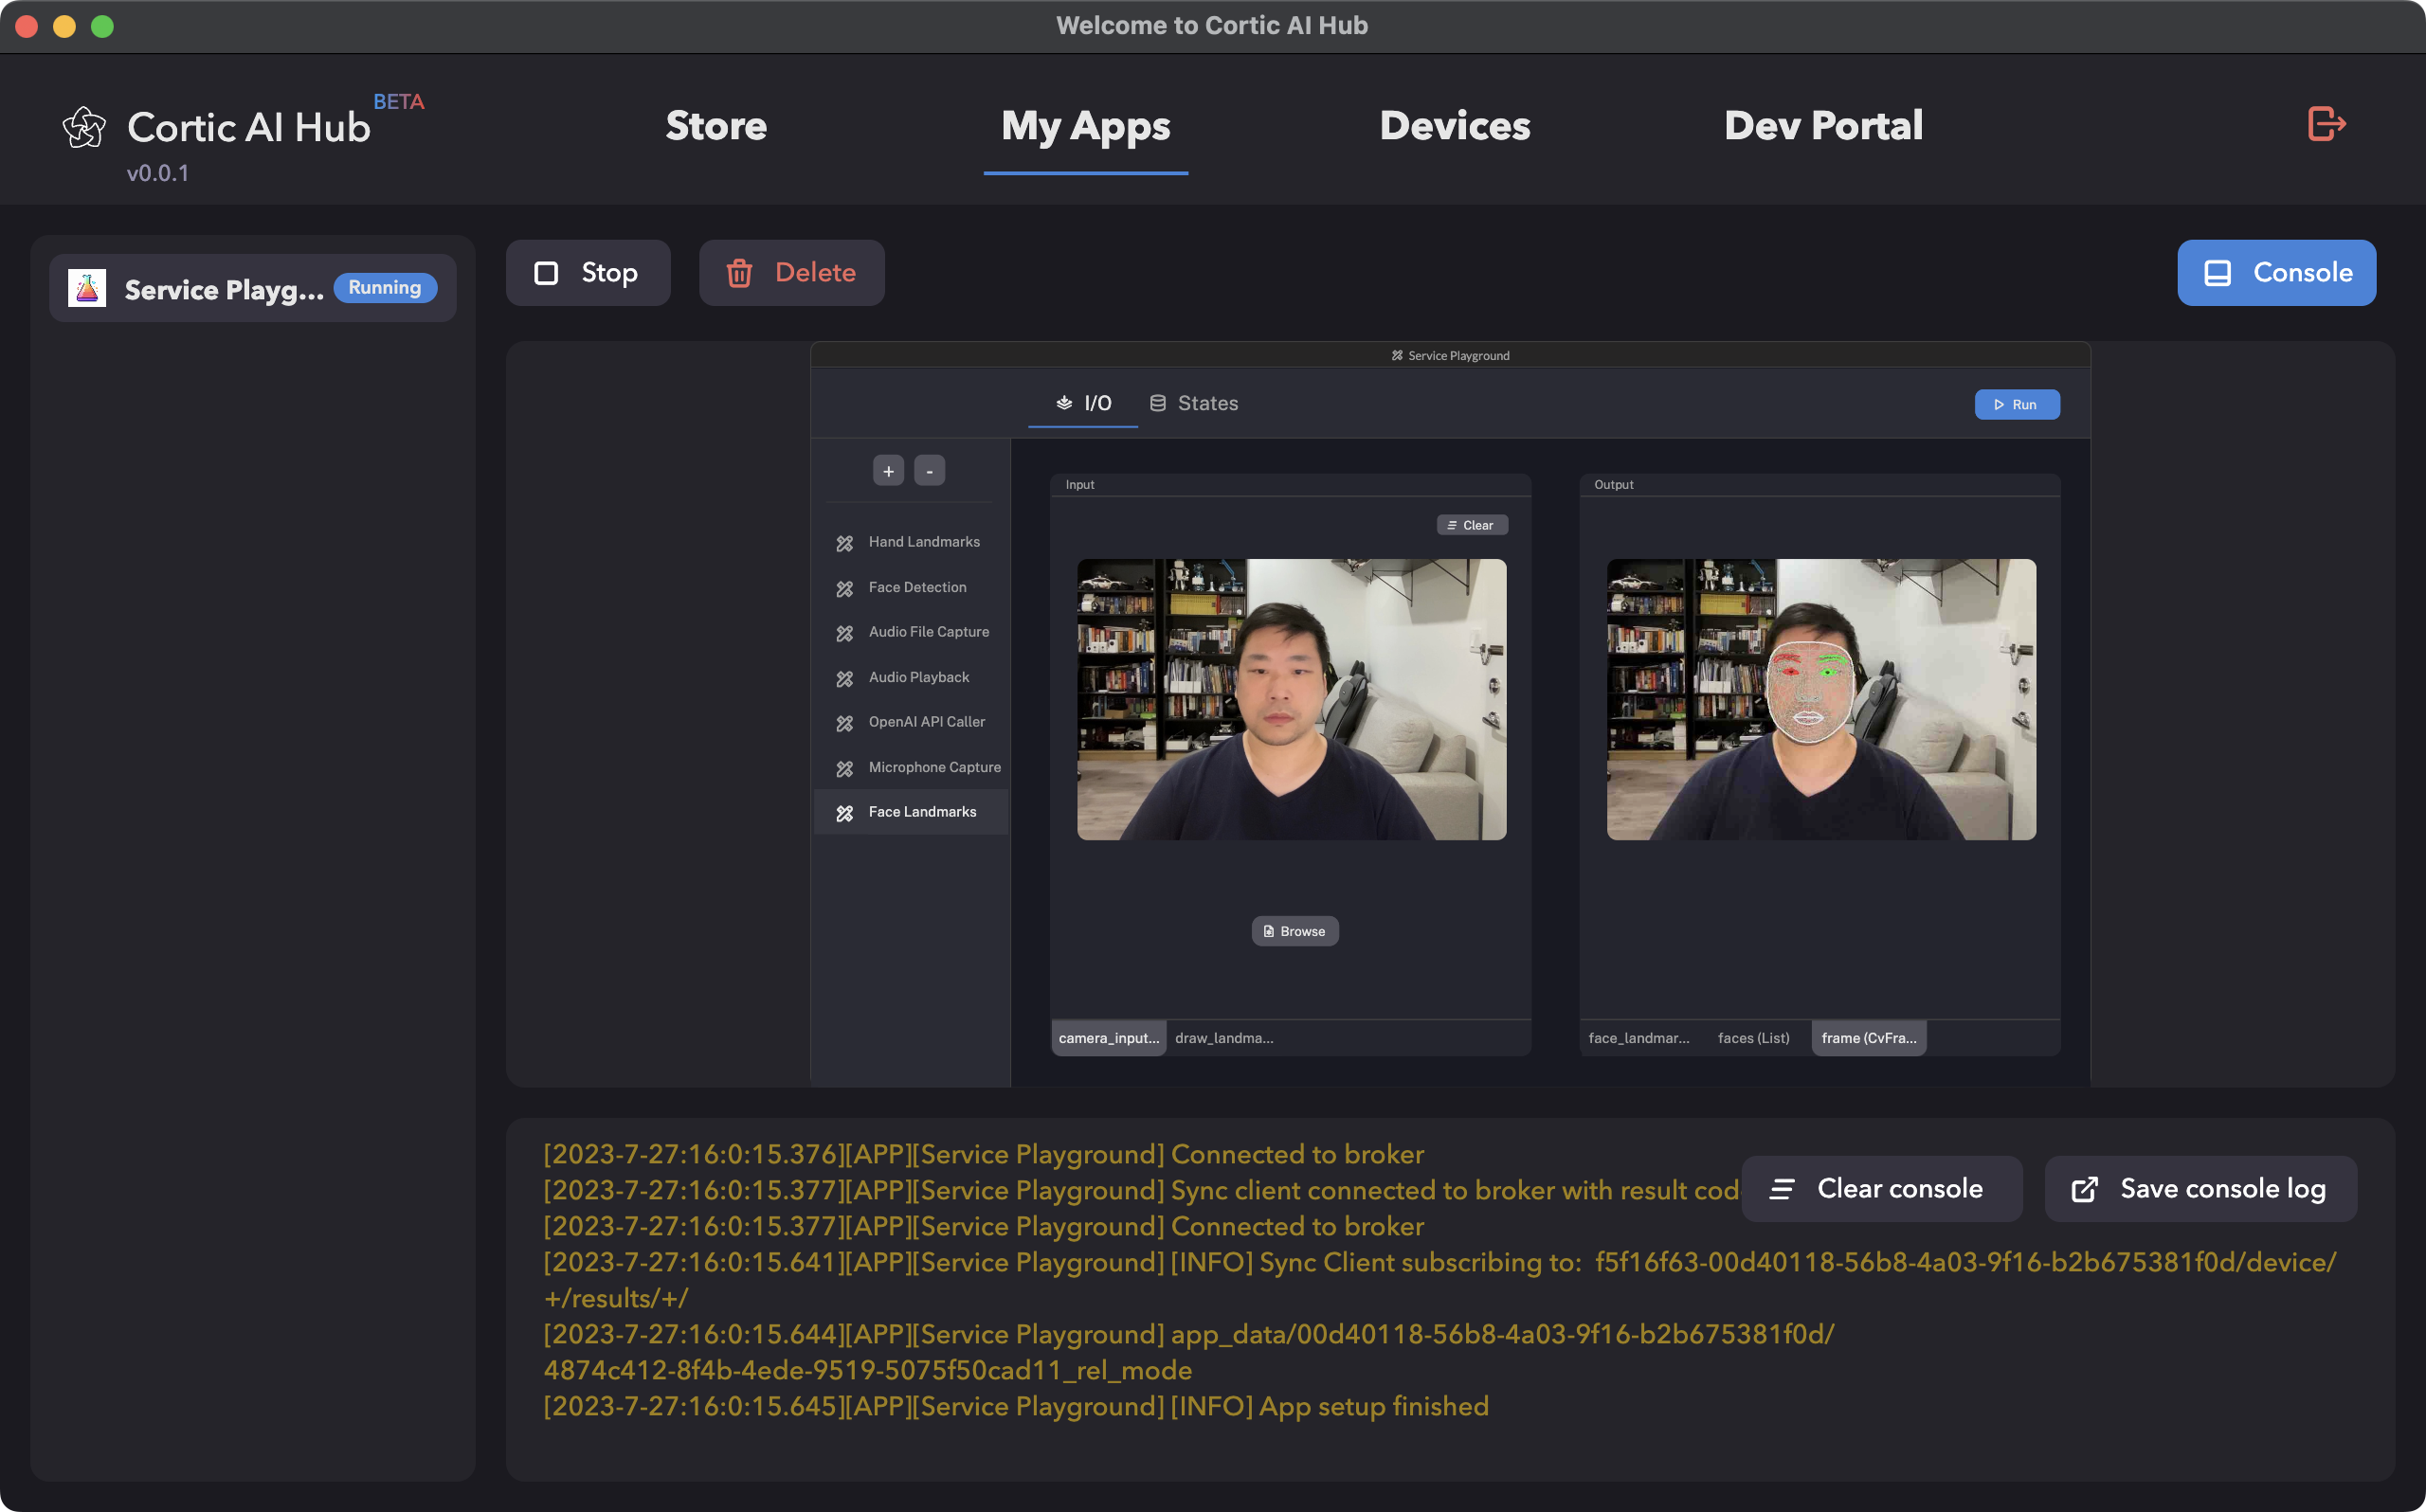 Welcome to Cortic AI Hub
Cortic AI Hub BETA
v0.0.1
Store
My Apps
Devices
Dev Portal
Service Playg... Running
Stop
Delete
Console
Service Playground
I/O
States
Run
+ -
Hand Landmarks
Face Detection
Audio File Capture
Audio Playback
OpenAI API Caller
Microphone Capture
Face Landmarks
Input
Clear
Browse
camera_input... draw_landma...
Output
face_landmar... faces (List) frame (CvFra...
[2023-7-27:16:0:15.376][APP][Service Playground] Connected to broker
[2023-7-27:16:0:15.377][APP][Service Playground] Sync client connected to broker with result cod
[2023-7-27:16:0:15.377][APP][Service Playground] Connected to broker
[2023-7-27:16:0:15.641][APP][Service Playground] [INFO] Sync Client subscribing to:  f5f16f63-00d40118-56b8-4a03-9f16-b2b675381f0d/device/
+/results/+/
[2023-7-27:16:0:15.644][APP][Service Playground] app_data/00d40118-56b8-4a03-9f16-b2b675381f0d/
4874c412-8f4b-4ede-9519-5075f50cad11_rel_mode
[2023-7-27:16:0:15.645][APP][Service Playground] [INFO] App setup finished
Clear console
Save console log